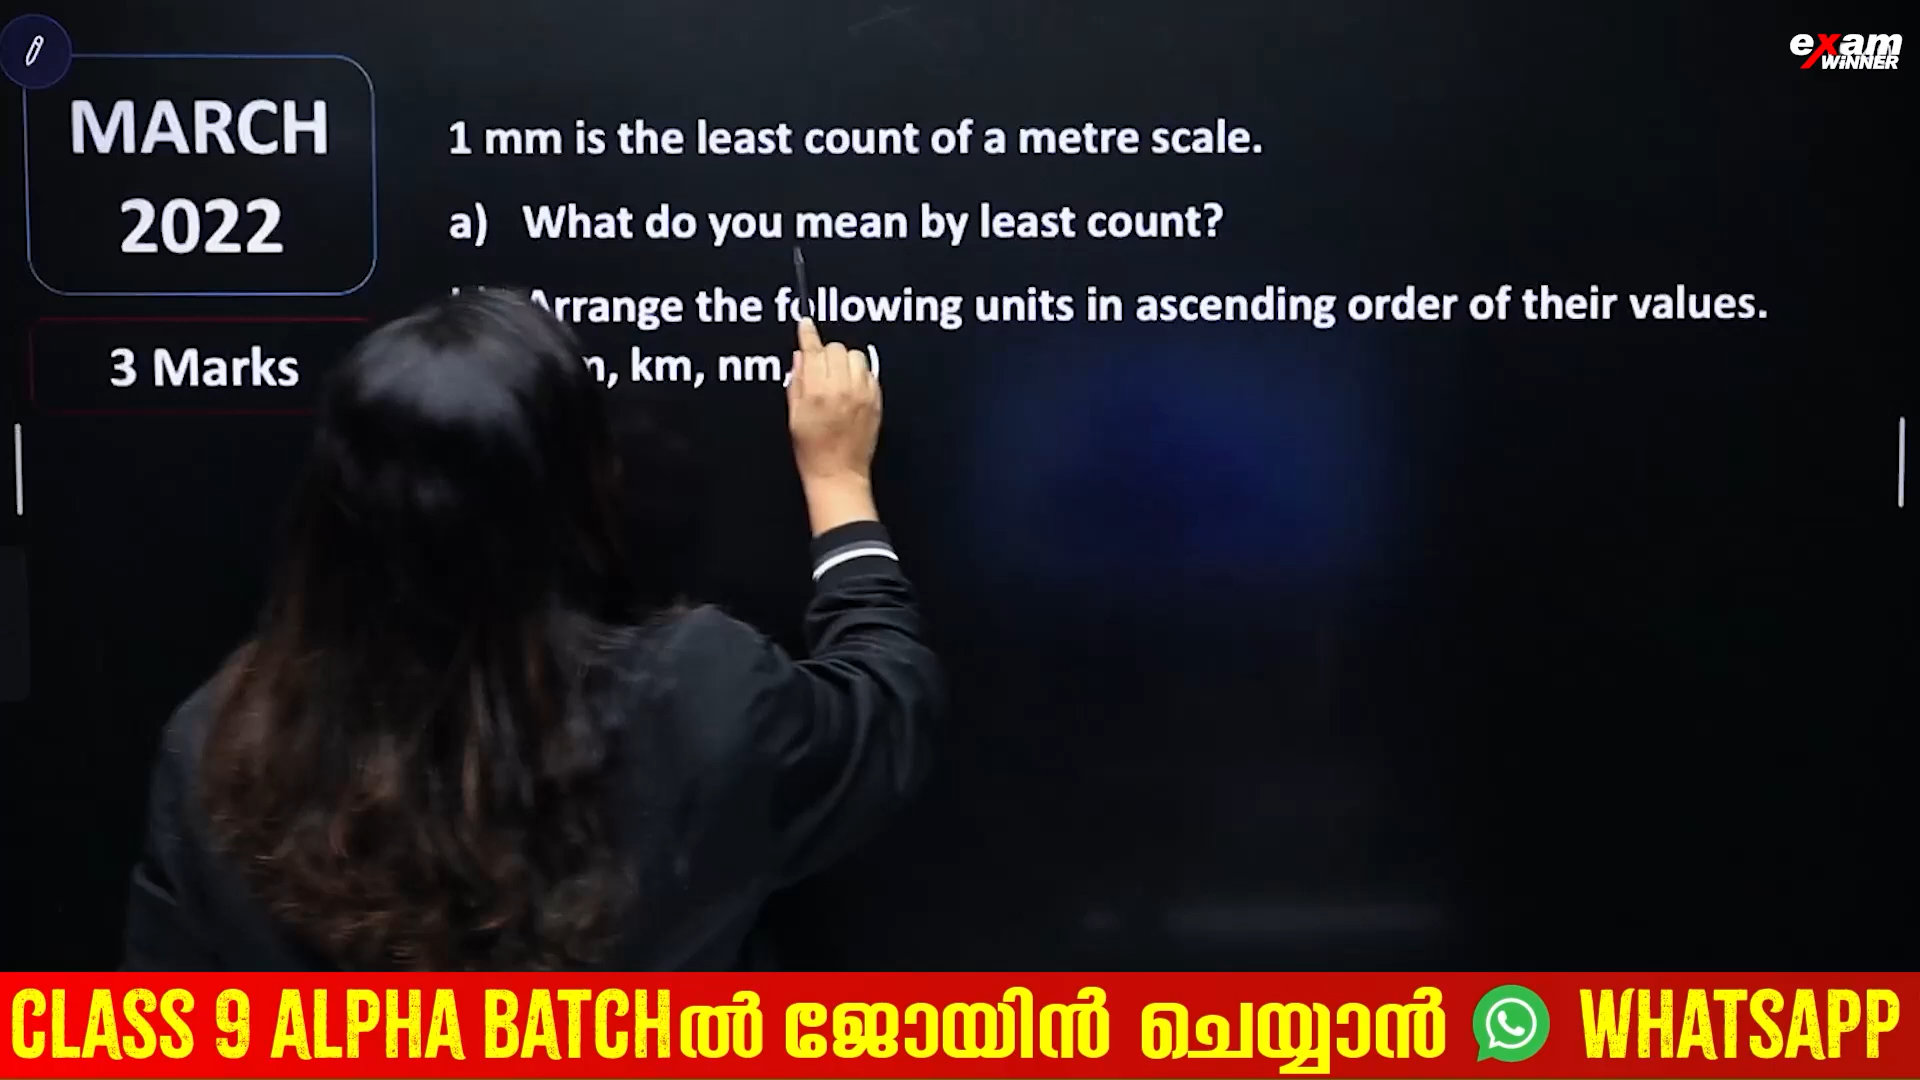 exam
WINNER
MARCH
2022
3 Marks
1 mm is the least count of a metre scale.
a) What do you mean by least count?
Arrange the following units in ascending order of their values.
km, nm,
CLASS 9 ALPHA BATCHൽ ജോയിൻ ചെയ്യാൻ WHATSAPP